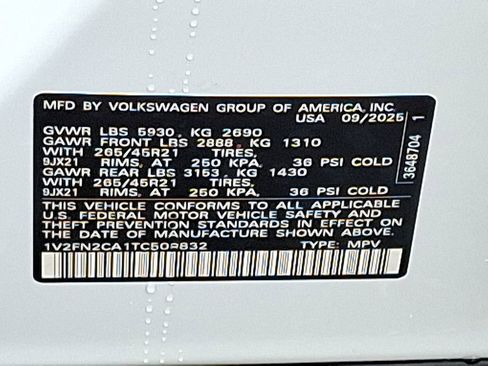 MFD BY VOLKSWAGEN GROUP OF AMERICA, INC.
USA 09/2025
GVWR LBS 5930, KG 2690
GAWR FRONT LBS 2888, KG 1310
WITH 265/45R21 TIRES,
9JX21 RIMS, AT 250 KPA, 36 PSI COLD
GAWR REAR LBS 3153, KG 1430
WITH 265/45R21 TIRES,
9JX21 RIMS, AT 250 KPA, 36 PSI COLD
THIS VEHICLE CONFORMS TO ALL APPLICABLE
U.S. FEDERAL MOTOR VEHICLE SAFETY AND
THEFT PREVENTION STANDARDS IN EFFECT ON
THE DATE OF MANUFACTURE SHOWN ABOVE.
1V2FN2CA1TC509832 TYPE: MPV
3648704 1